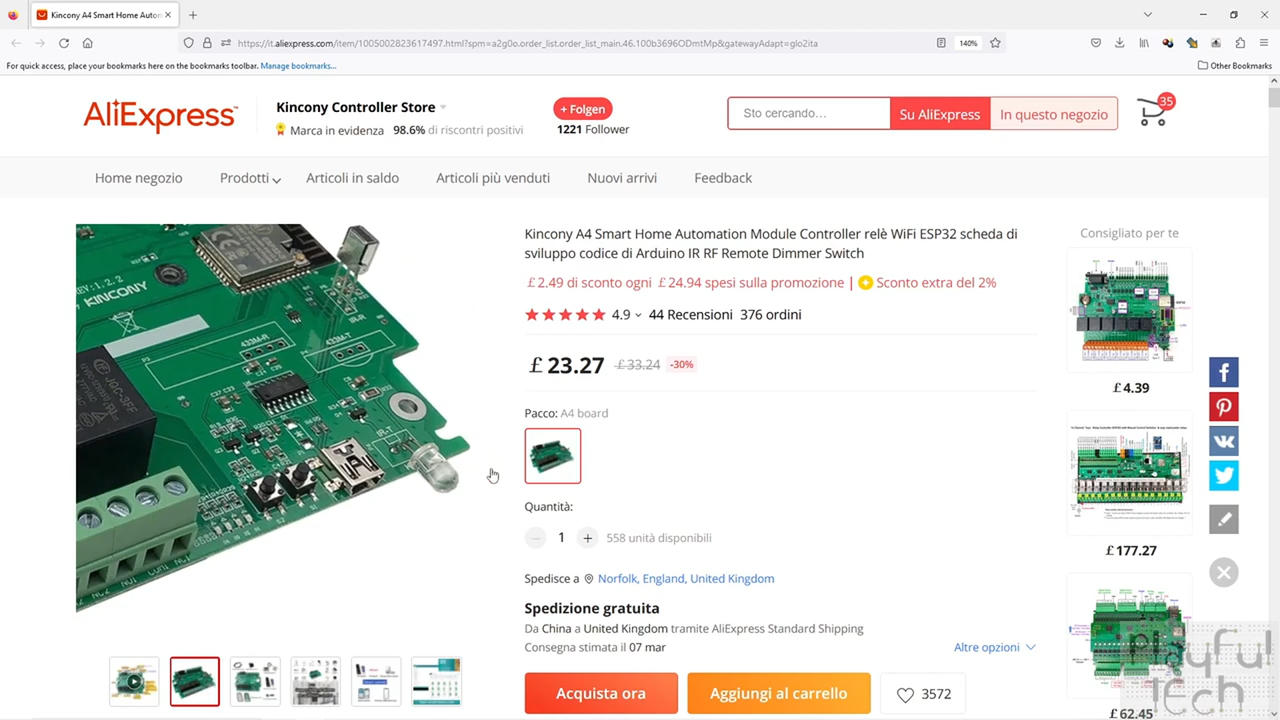 Kincony A4 Smart Home Autom
https://it.aliexpress.com/item/1005002823617497.html?spm=a2g0o.order_list.order_list_main.46.100b3696ODmtMp&gatewayAdapt=glo2ita
140%
For quick access, place your bookmarks here on the bookmarks toolbar. Manage bookmarks...
Other Bookmarks
AliExpress
Kincony Controller Store
Marca in evidenza 98.6% di riscontri positivi
+ Folgen
1221 Follower
Sto cercando...
Su AliExpress
In questo negozio
35
Home negozio
Prodotti
Articoli in saldo
Articoli più venduti
Nuovi arrivi
Feedback
KINCONY
Kincony A4 Smart Home Automation Module Controller relè WiFi ESP32 scheda di
sviluppo codice di Arduino IR RF Remote Dimmer Switch
£2.49 di sconto ogni £24.94 spesi sulla promozione | Sconto extra del 2%
4.9 44 Recensioni 376 ordini
£23.27 £33.24 -30%
Pacco: A4 board
Quantità:
1 558 unità disponibili
Spedisce a Norfolk, England, United Kingdom
Spedizione gratuita
Da China a United Kingdom tramite AliExpress Standard Shipping
Consegna stimata il 07 mar
Altre opzioni
Acquista ora
Aggiungi al carrello
3572
Consigliato per te
£4.39
£177.27
£62.45
Playful
Tech